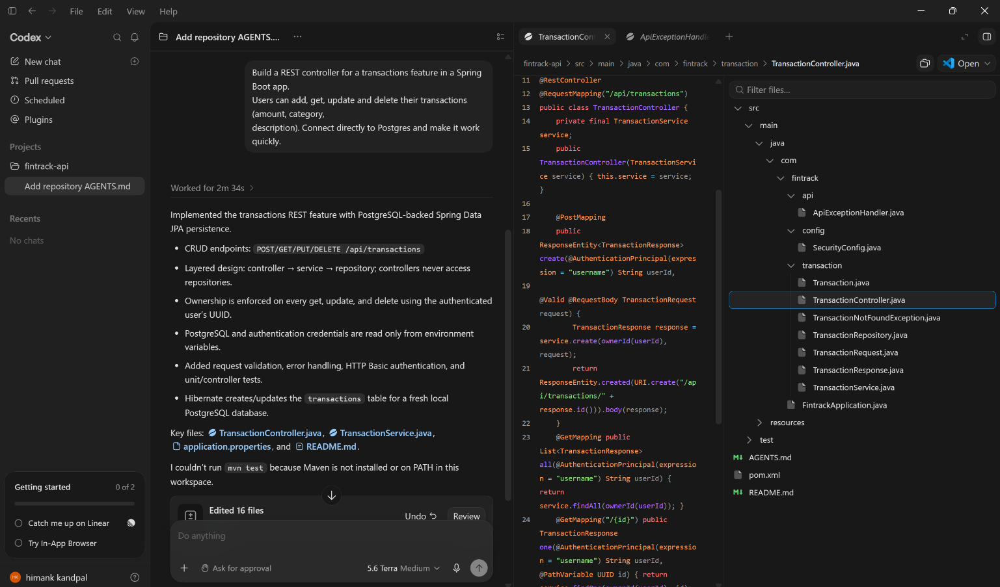 File Edit View Help
Codex
New chat
Pull requests
Scheduled
Plugins
Projects
fintrack-api
Add repository AGENTS.md
Recents
No chats
Getting started 0 of 2
Catch me up on Linear
Try In-App Browser
HK himank kandpal
Add repository AGENTS....
Build a REST controller for a transactions feature in a Spring
Boot app.
Users can add, get, update and delete their transactions
(amount, category,
description). Connect directly to Postgres and make it work
quickly.
Worked for 2m 34s
Implemented the transactions REST feature with PostgreSQL-backed Spring Data
JPA persistence.
• CRUD endpoints: POST/GET/PUT/DELETE /api/transactions
• Layered design: controller → service → repository; controllers never access
repositories.
• Ownership is enforced on every get, update, and delete using the authenticated
user's UUID.
• PostgreSQL and authentication credentials are read only from environment
variables.
• Added request validation, error handling, HTTP Basic authentication, and
unit/controller tests.
• Hibernate creates/updates the transactions table for a fresh local
PostgreSQL database.
Key files: TransactionController.java, TransactionService.java,
application.properties, and README.md.
I couldn't run mvn test because Maven is not installed or on PATH in this
workspace.
Edited 16 files
Undo Review
Do anything
Ask for approval 5.6 Terra Medium
TransactionCon ApiExceptionHandle
fintrack-api > src > main > java > com > fintrack > transaction > TransactionController.java
Open
11 @RestController
12 @RequestMapping("/api/transactions")
13 public class TransactionController {
14 private final TransactionService
service;
15 public
TransactionController(TransactionServi
ce service) { this.service = service;
}
16
17 @PostMapping
18 public
ResponseEntity<TransactionResponse>
create(@AuthenticationPrincipal(expres
sion = "username") String userId,
19
@Valid @RequestBody TransactionRequest
request) {
20 TransactionResponse response =
service.create(ownerId(userId),
request);
21 return
ResponseEntity.created(URI.create("/ap
i/transactions/" +
response.id())).body(response);
22 }
23 @GetMapping public
List<TransactionResponse>
all(@AuthenticationPrincipal(expressio
n = "username") String userId) {
return
service.findAll(ownerId(userId)); }
24 @GetMapping("/{id}") public
TransactionResponse
one(@AuthenticationPrincipal(expressio
n = "username") String userId,
@PathVariable UUID id) { return
Filter files...
src
main
java
com
fintrack
api
ApiExceptionHandler.java
config
SecurityConfig.java
transaction
Transaction.java
TransactionController.java
TransactionNotFoundException.java
TransactionRepository.java
TransactionRequest.java
TransactionResponse.java
TransactionService.java
FintrackApplication.java
resources
test
AGENTS.md
pom.xml
README.md